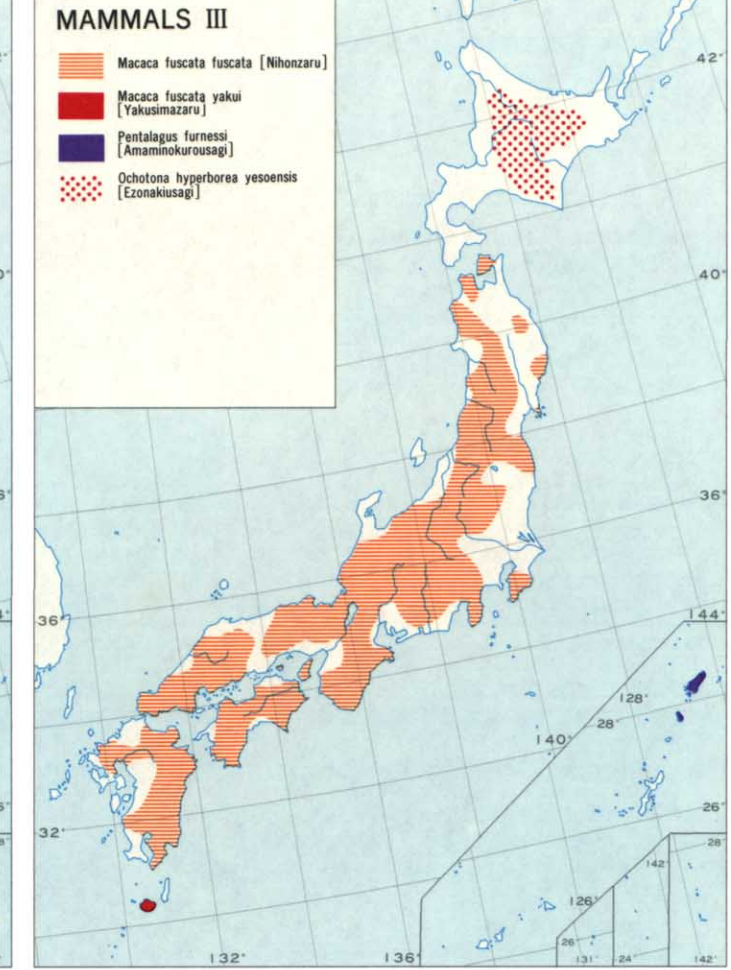 MAMMALS III
Macaca fuscata fuscata [Nihonzaru]
Macaca fuscata yakui
[Yakusimazaru]
Pentalagus furnessi
[Amaminokurousagi]
Ochotona hyperborea yesoensis
[Ezonakiusagi]
42°
40°
36°
36°
144°
128°
28°
140°
26°
32°
28°
142°
126°
26°
132°
136°
131°
24°
142°